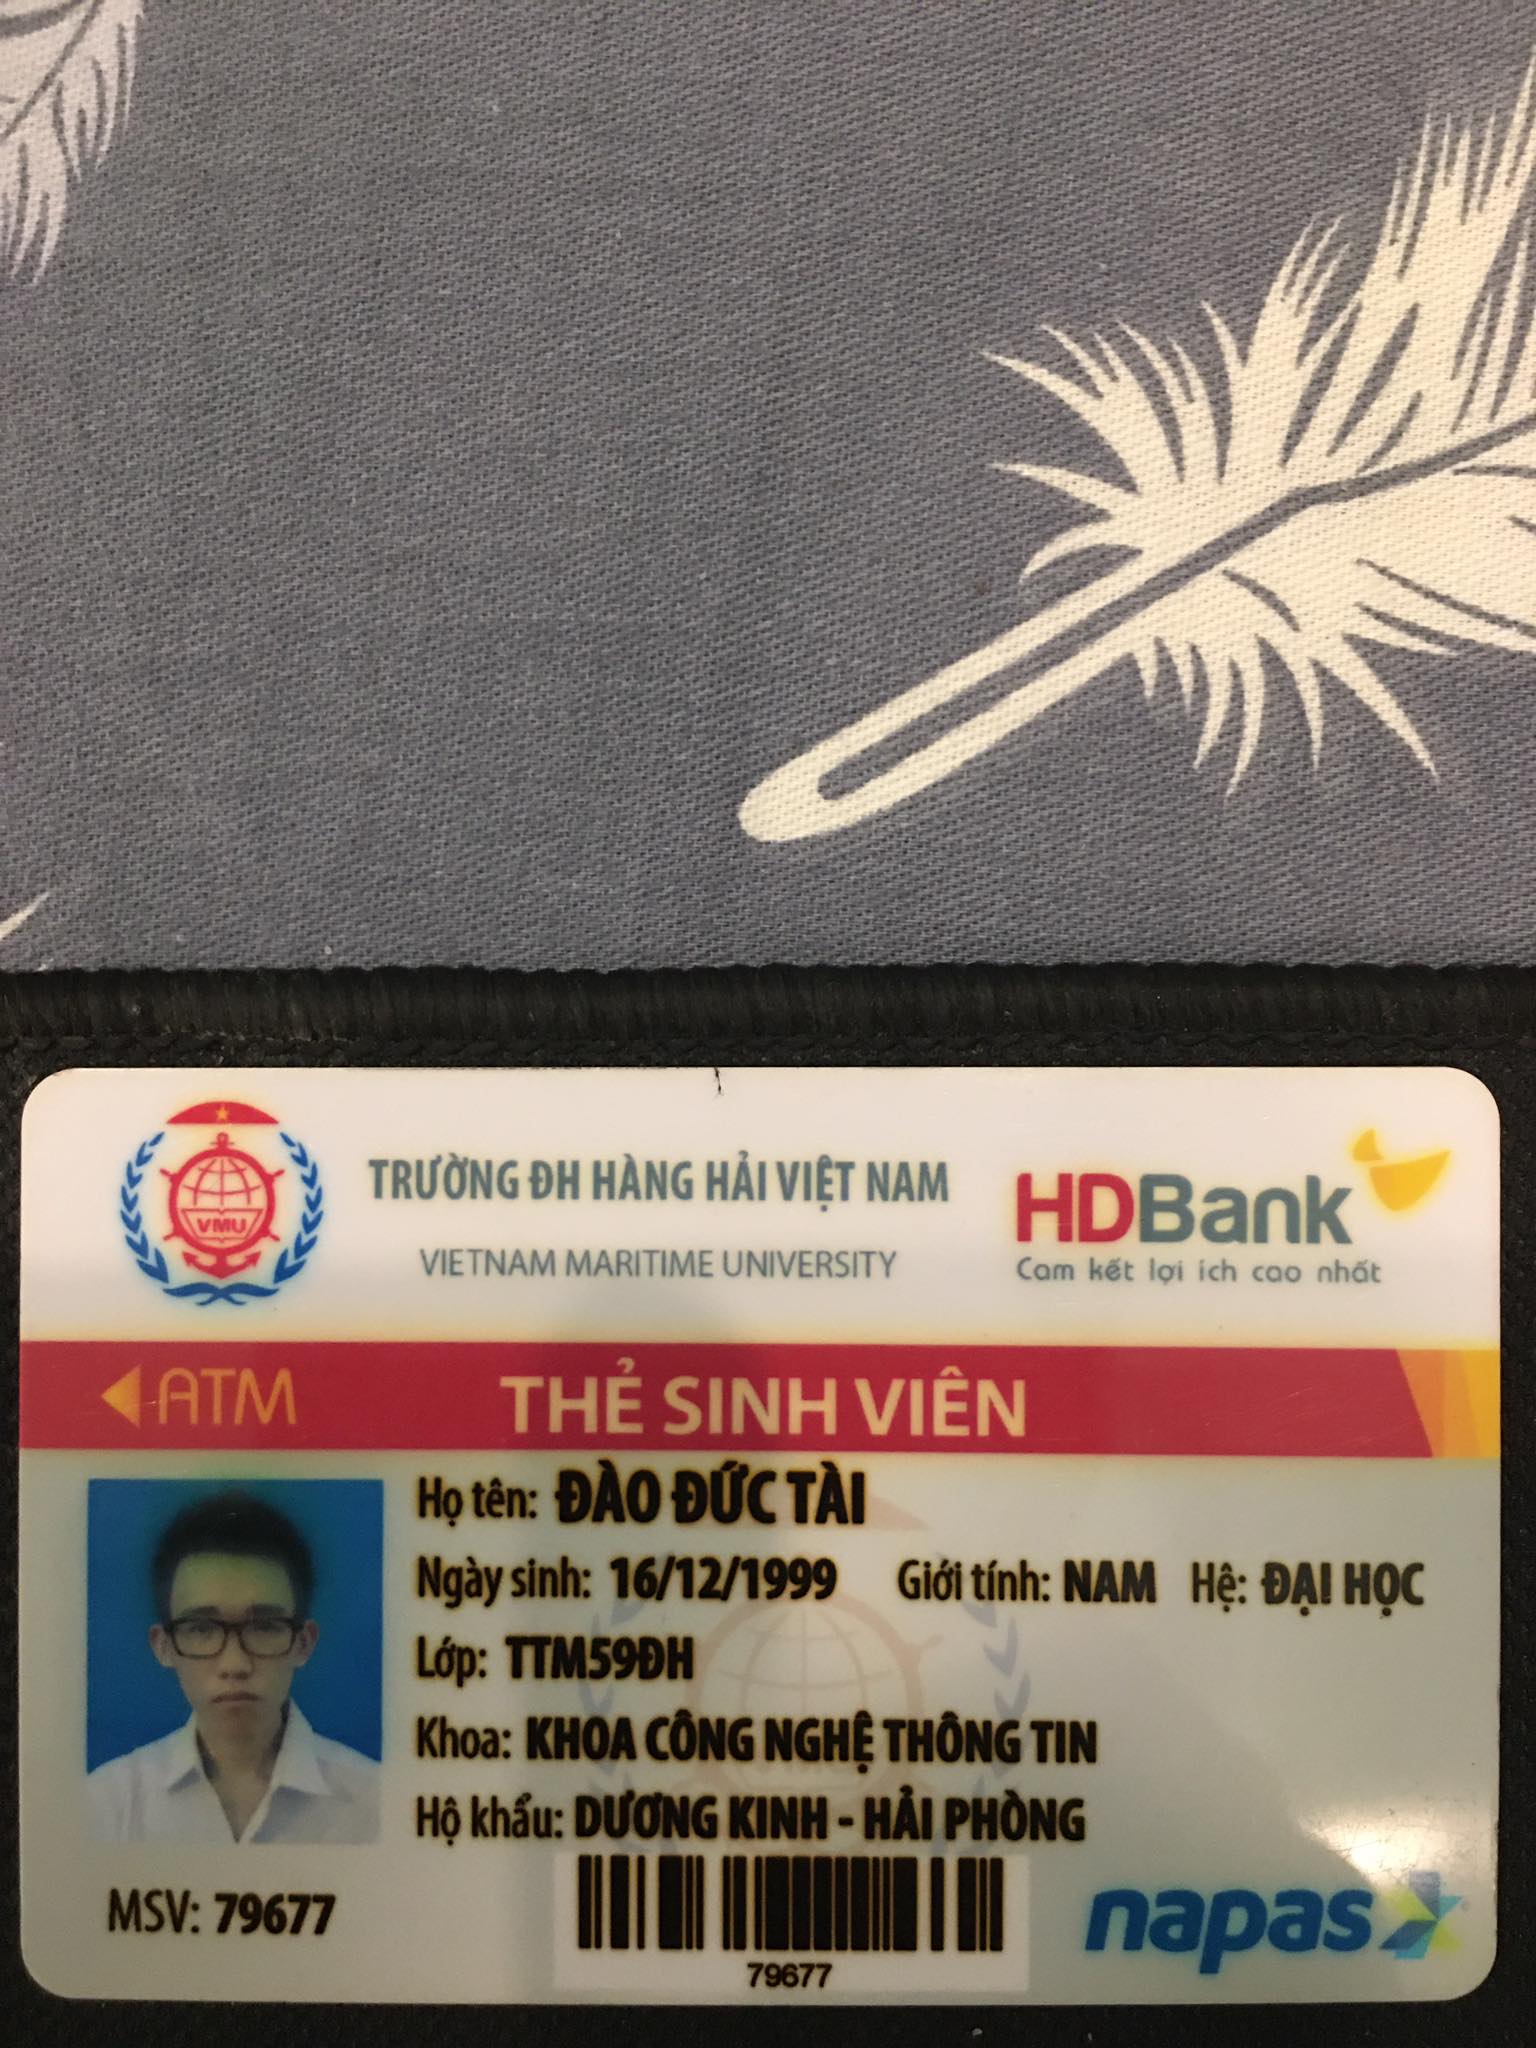 TRƯỜNG ĐH HÀNG HẢI VIỆT NAM
VIETNAM MARITIME UNIVERSITY
VMU
HDBank
Cam kết lợi ích cao nhất
ATM
THẺ SINH VIÊN
Họ tên: ĐÀO ĐỨC TÀI
Ngày sinh: 16/12/1999 Giới tính: NAM Hệ: ĐẠI HỌC
Lớp: TTM59ĐH
Khoa: KHOA CÔNG NGHỆ THÔNG TIN
Hộ khẩu: DƯƠNG KINH - HẢI PHÒNG
MSV: 79677
79677
napas